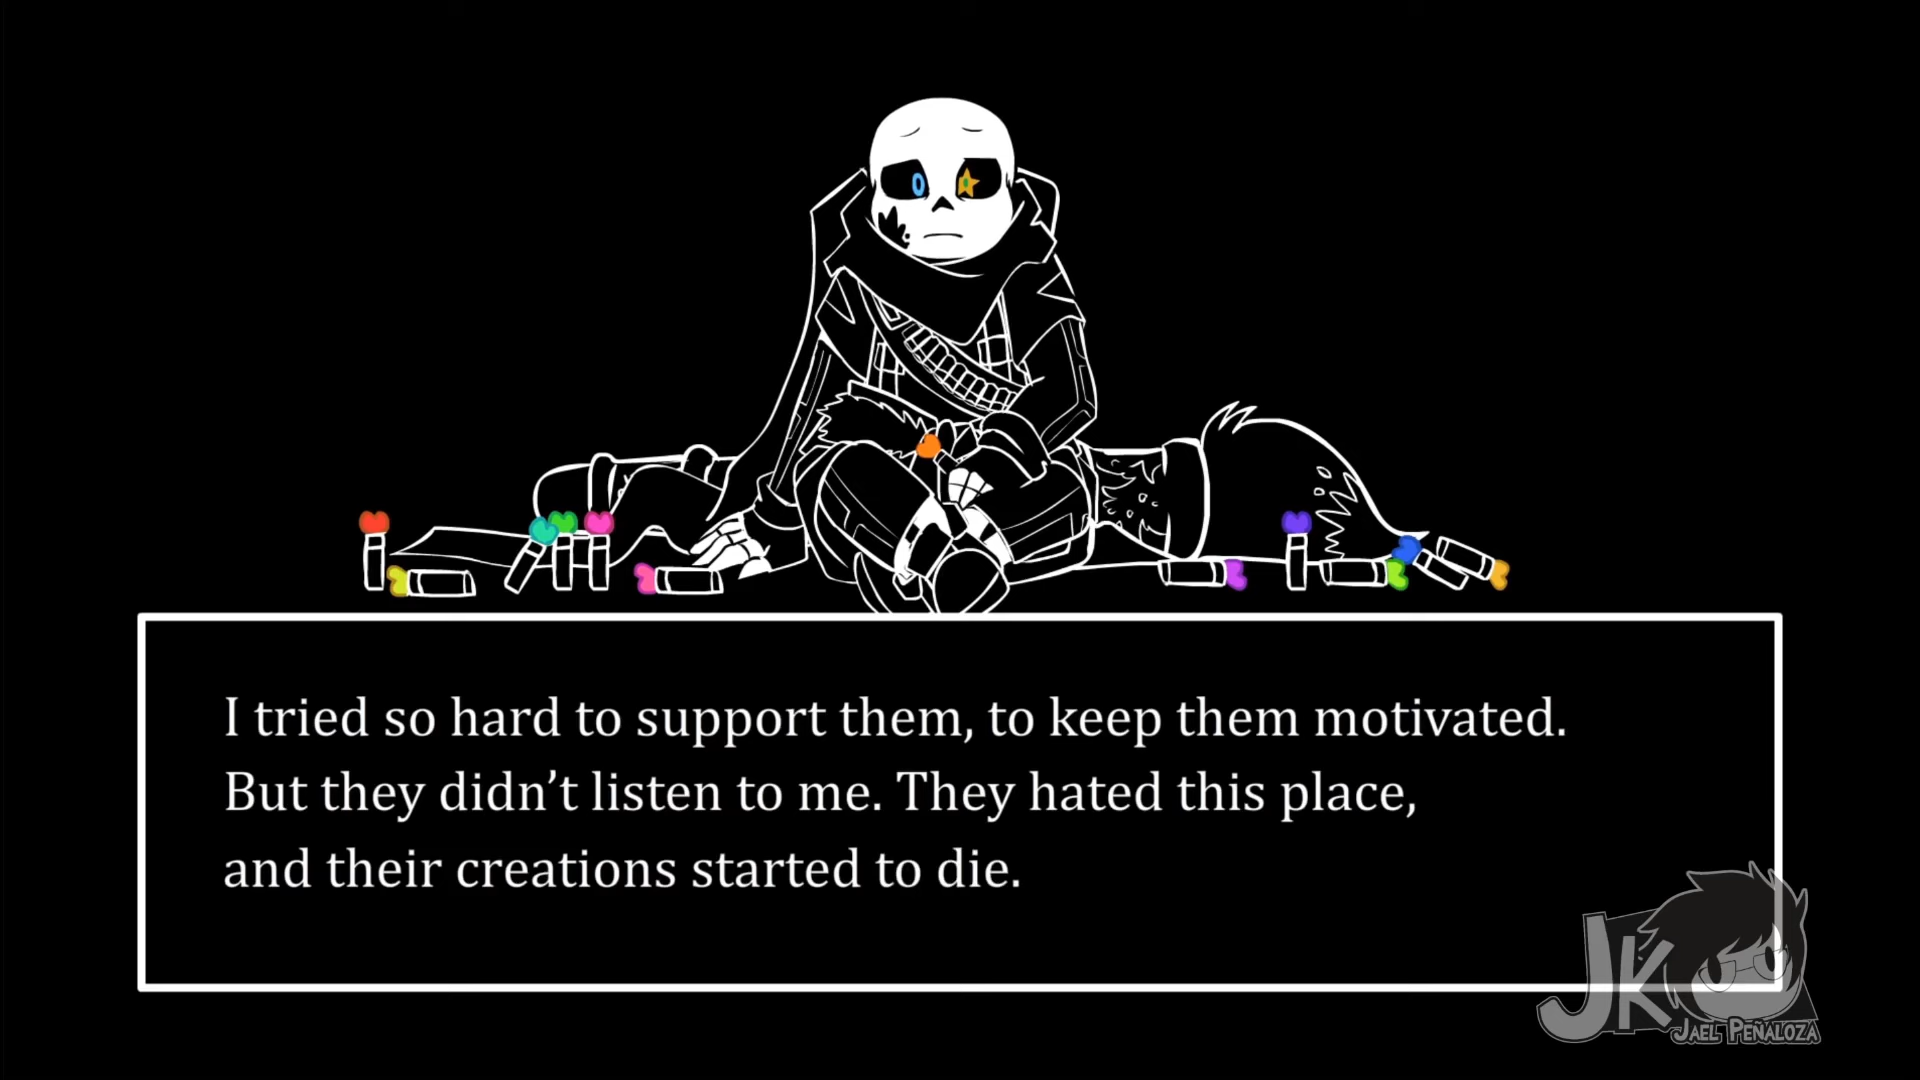 I tried so hard to support them, to keep them motivated.
But they didn’t listen to me. They hated this place,
and their creations started to die.
JK
JAEL PEÑALOZA